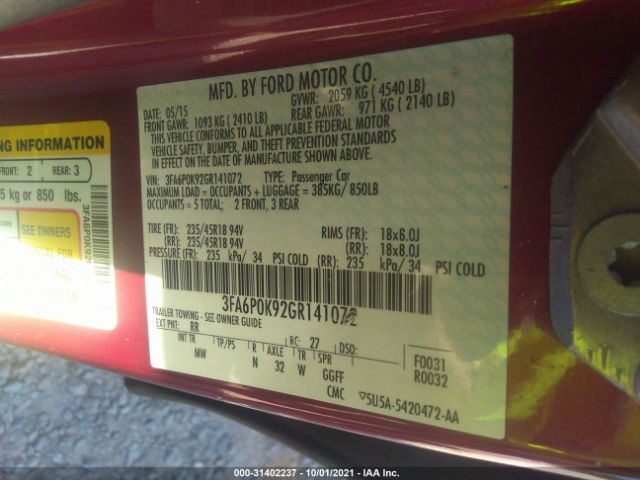 MFD. BY FORD MOTOR CO.
DATE: 05/15 GVWR: 2059 KG ( 4540 LB)
FRONT GAWR: 1093 KG ( 2410 LB) REAR GAWR: 971 KG ( 2140 LB)
THIS VEHICLE CONFORMS TO ALL APPLICABLE FEDERAL MOTOR
VEHICLE SAFETY, BUMPER, AND THEFT PREVENTION STANDARDS
IN EFFECT ON THE DATE OF MANUFACTURE SHOWN ABOVE.
VIN: 3FA6P0K92GR141072 TYPE: Passenger Car
MAXIMUM LOAD = OCCUPANTS + LUGGAGE = 385KG/ 850LB
OCCUPANTS = 5 TOTAL, 2 FRONT, 3 REAR
TIRE (FR): 235/45R18 94V RIMS (FR): 18x8.0J
(RR): 235/45R18 94V (RR): 18x8.0J
PRESSURE (FR): 235 kPa/ 34 PSI COLD (RR): 235 kPa/ 34 PSI COLD
3FA6P0K92GR141072
TRAILER TOWING - SEE OWNER GUIDE
EXT PNT: RR RC: 27 DSO:
INT TR TP/PS R AXLE TR SPR F0031
MW N 32 W GGFF R0032
CMC 5U5A-5420472-AA
NG INFORMATION
FRONT: 2 REAR: 3
5 kg or 850 lbs.
SEE OWNERS
MANUAL FOR
3FA6P0K92
000-31402237 - 10/01/2021 - IAA Inc.